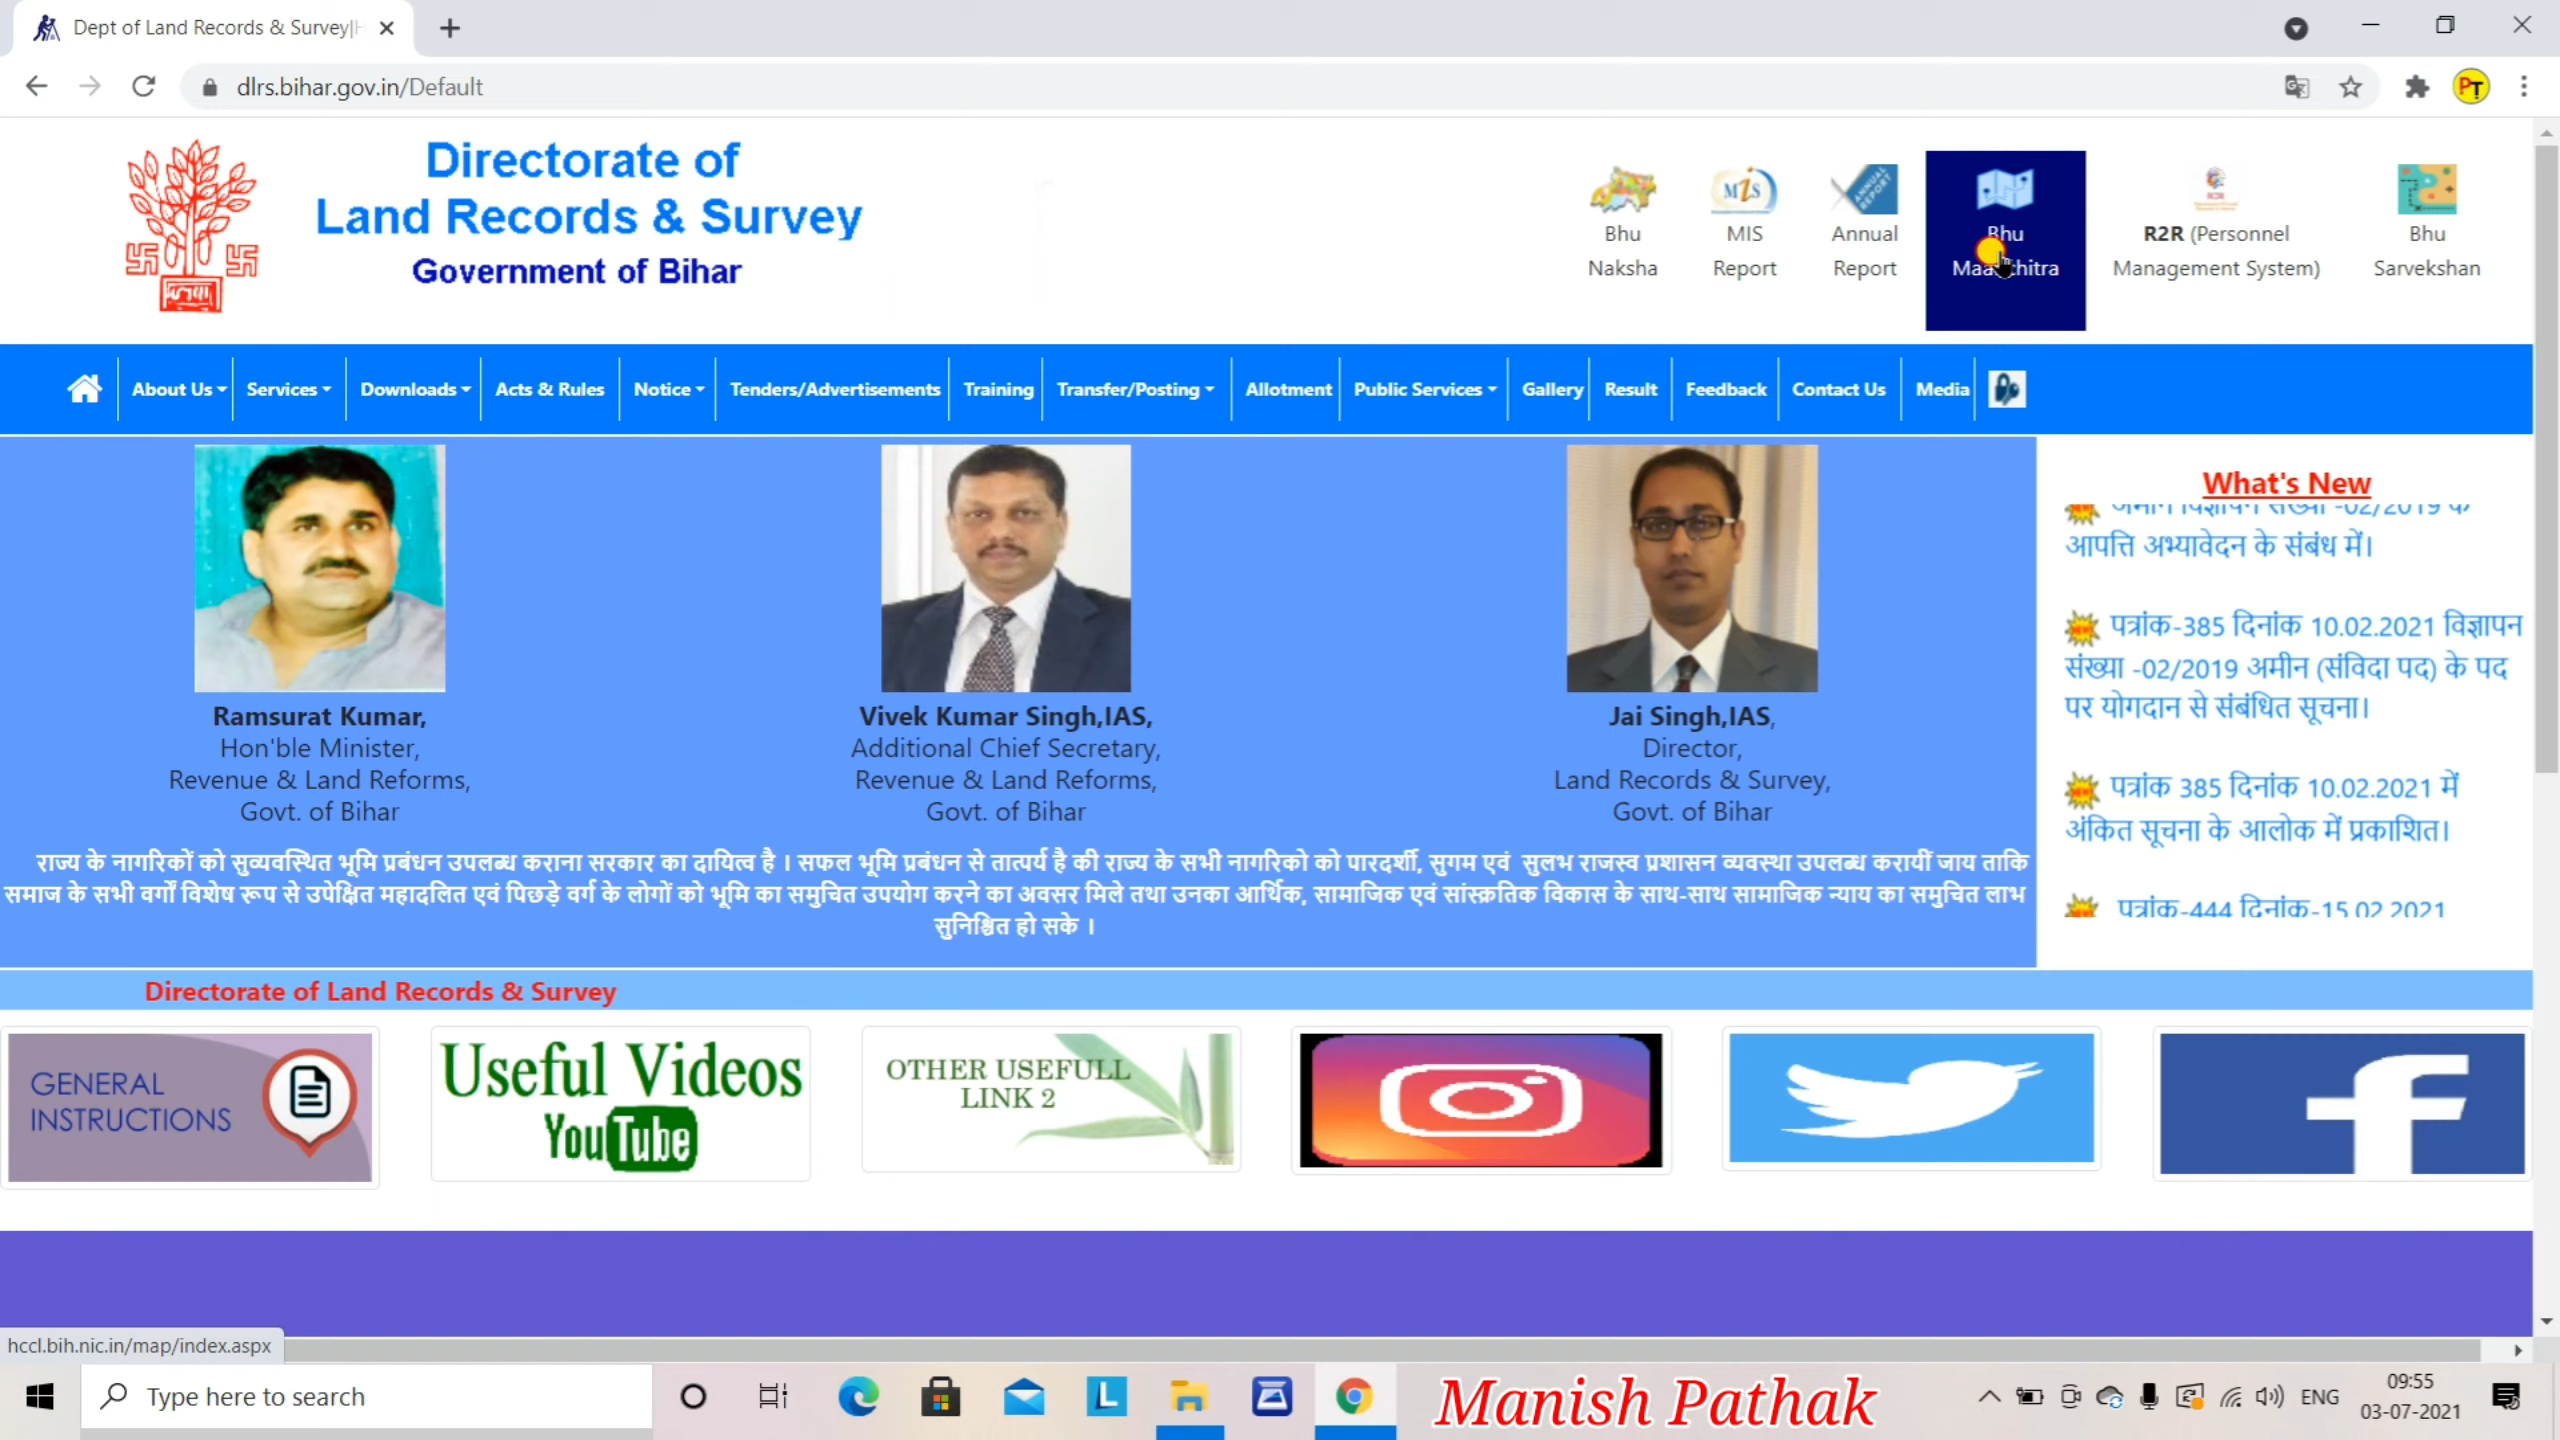 Dept of Land Records & Survey|H
dlrs.bihar.gov.in/Default
PT
Directorate of
Land Records & Survey
Government of Bihar
Bhu
Naksha
MIS
Report
Annual
Report
Bhu
R2R (Personnel
Management System)
Bhu
Sarvekshan
About Us
Services
Downloads
Acts & Rules
Notice
Tenders/Advertisements
Training
Transfer/Posting
Allotment
Public Services
Gallery
Result
Feedback
Contact Us
Media
Ramsurat Kumar,
Hon'ble Minister,
Revenue & Land Reforms,
Govt. of Bihar
Vivek Kumar Singh,IAS,
Additional Chief Secretary,
Revenue & Land Reforms,
Govt. of Bihar
Jai Singh,IAS,
Director,
Land Records & Survey,
Govt. of Bihar
राज्य के नागरिकों को सुव्यवस्थित भूमि प्रबंधन उपलब्ध कराना सरकार का दायित्व है । सफल भूमि प्रबंधन से तात्पर्य है की राज्य के सभी नागरिको को पारदर्शी, सुगम एवं सुलभ राजस्व प्रशासन व्यवस्था उपलब्ध करायीं जाय ताकि
समाज के सभी वर्गों विशेष रूप से उपेक्षित महादलित एवं पिछड़े वर्ग के लोगों को भूमि का समुचित उपयोग करने का अवसर मिले तथा उनका आर्थिक, सामाजिक एवं सांस्क्रतिक विकास के साथ-साथ सामाजिक न्याय का समुचित लाभ
सुनिश्चित हो सके ।
What's New
आपत्ति अभ्यावेदन के संबंध में।
पत्रांक-385 दिनांक 10.02.2021 विज्ञापन
संख्या -02/2019 अमीन (संविदा पद) के पद
पर योगदान से संबंधित सूचना।
पत्रांक 385 दिनांक 10.02.2021 में
अंकित सूचना के आलोक में प्रकाशित।
पत्रांक-444 दिनांक-15.02.2021
Directorate of Land Records & Survey
GENERAL
INSTRUCTIONS
Useful Videos
YouTube
OTHER USEFULL
LINK 2
hccl.bih.nic.in/map/index.aspx
Type here to search
L
Manish Pathak
ENG
09:55
03-07-2021